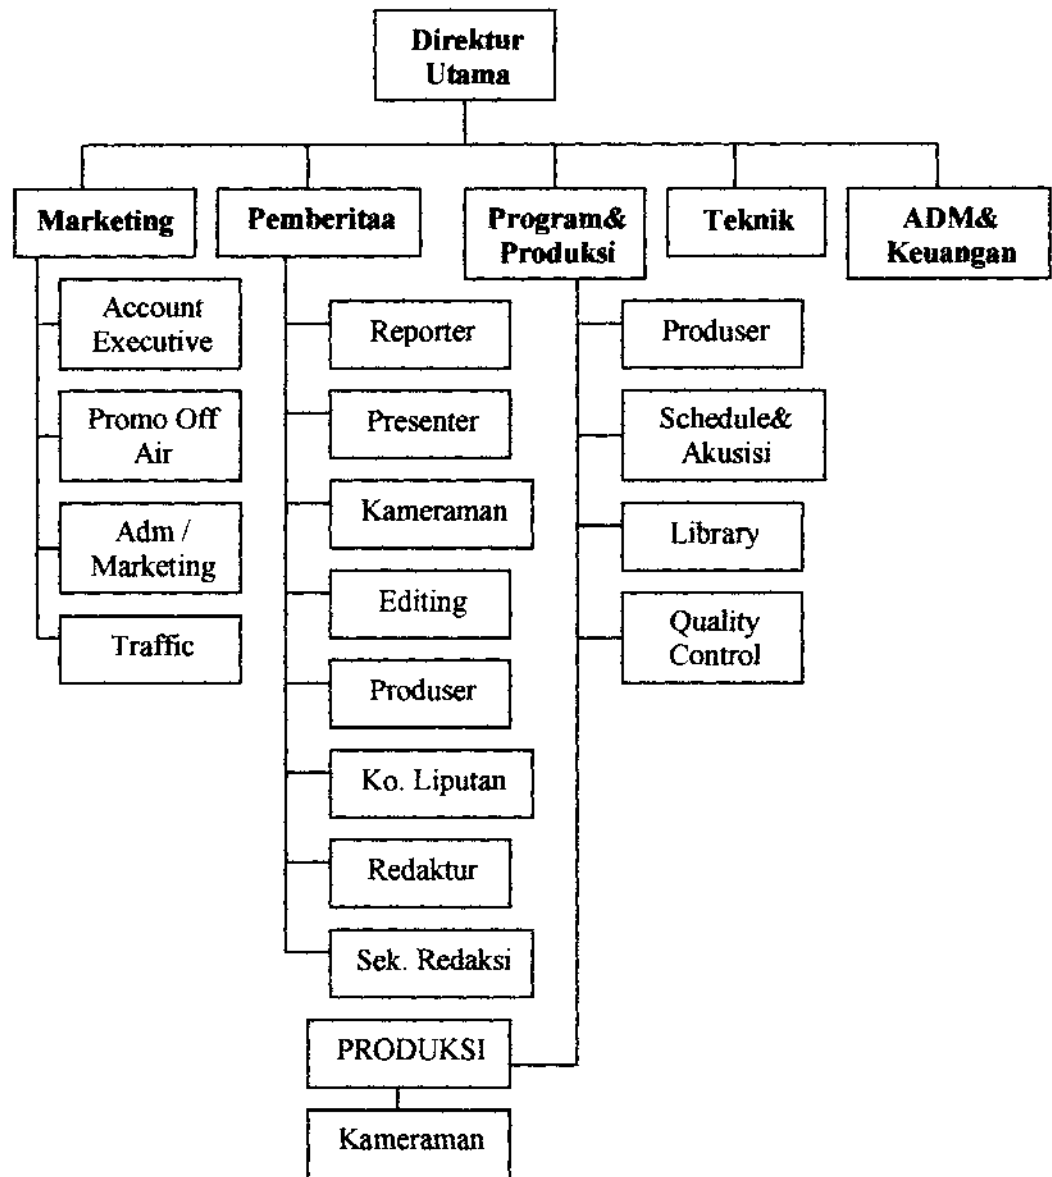 Direktur
Utama
Marketing
Pemberitaa
Program&
Produksi
Teknik
ADM&
Keuangan
Account
Executive
Promo Off
Air
Adm /
Marketing
Traffic
Reporter
Presenter
Kameraman
Editing
Produser
Ko. Liputan
Redaktur
Sek. Redaksi
Produser
Schedule&
Akusisi
Library
Quality
Control
PRODUKSI
Kameraman